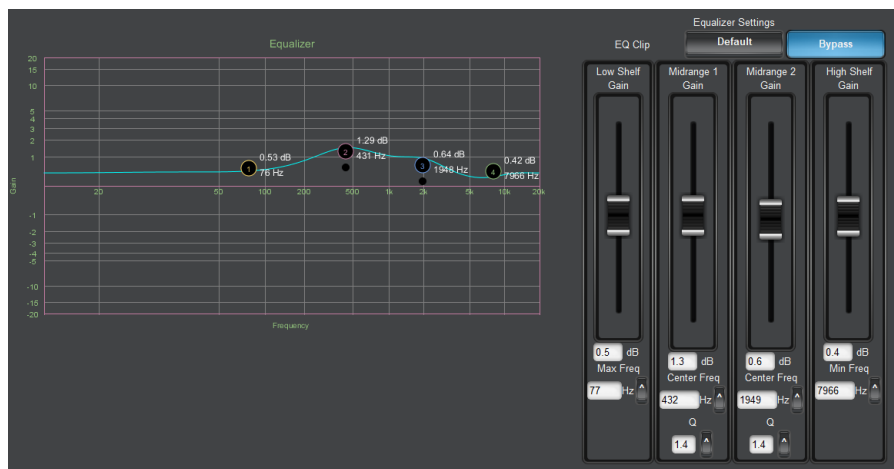 Equalizer Settings
EQ Clip
Default
Bypass
Equalizer
20
15
10
5
4
3
2
1
-1
-2
-3
-4
-5
-10
-15
-20
Gain
20
50
100
200
500
1k
2k
5k
10k
20k
Frequency
1
0.53 dB
76 Hz
2
1.29 dB
431 Hz
3
0.64 dB
1948 Hz
4
0.42 dB
7966 Hz
Low Shelf
Gain
0.5 dB
Max Freq
77 Hz
Midrange 1
Gain
1.3 dB
Center Freq
432 Hz
Q
1.4
Midrange 2
Gain
0.6 dB
Center Freq
1949 Hz
Q
1.4
High Shelf
Gain
0.4 dB
Min Freq
7966 Hz